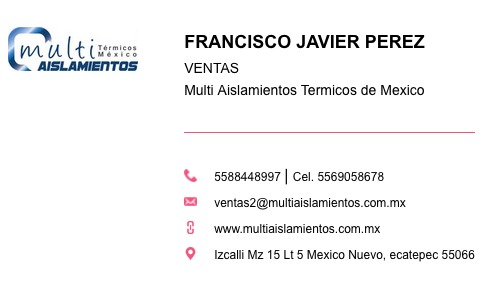 multi Térmicos
México
AISLAMIENTOS
FRANCISCO JAVIER PEREZ
VENTAS
Multi Aislamientos Termicos de Mexico
5588448997 | Cel. 5569058678
ventas2@multiaislamientos.com.mx
www.multiaislamientos.com.mx
Izcalli Mz 15 Lt 5 Mexico Nuevo, ecatepec 55066